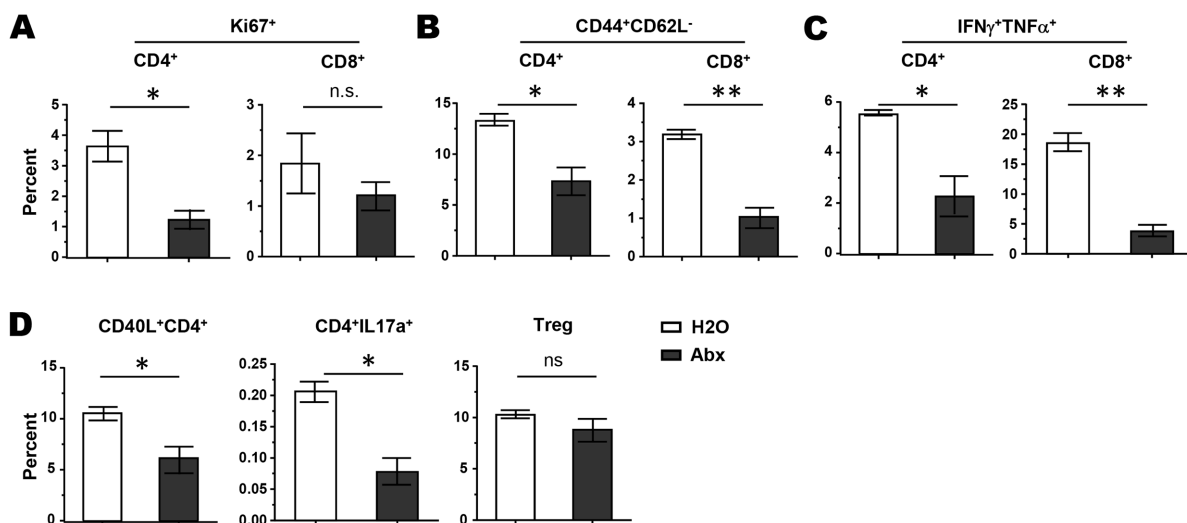 A
Ki67⁺
CD4⁺
CD8⁺
*
n.s.
Percent
5
4
3
2
1
0
3
2
1
0
B
CD44⁺CD62L⁻
CD4⁺
CD8⁺
*
**
15
10
5
0
4
3
2
1
0
C
IFNγ⁺TNFα⁺
CD4⁺
CD8⁺
*
**
6
4
2
0
25
20
15
10
5
0
D
CD40L⁺CD4⁺
CD4⁺IL17a⁺
Treg
*
*
ns
Percent
15
10
5
0
0.25
0.20
0.15
0.10
0.05
0.00
15
10
5
0
H2O
Abx